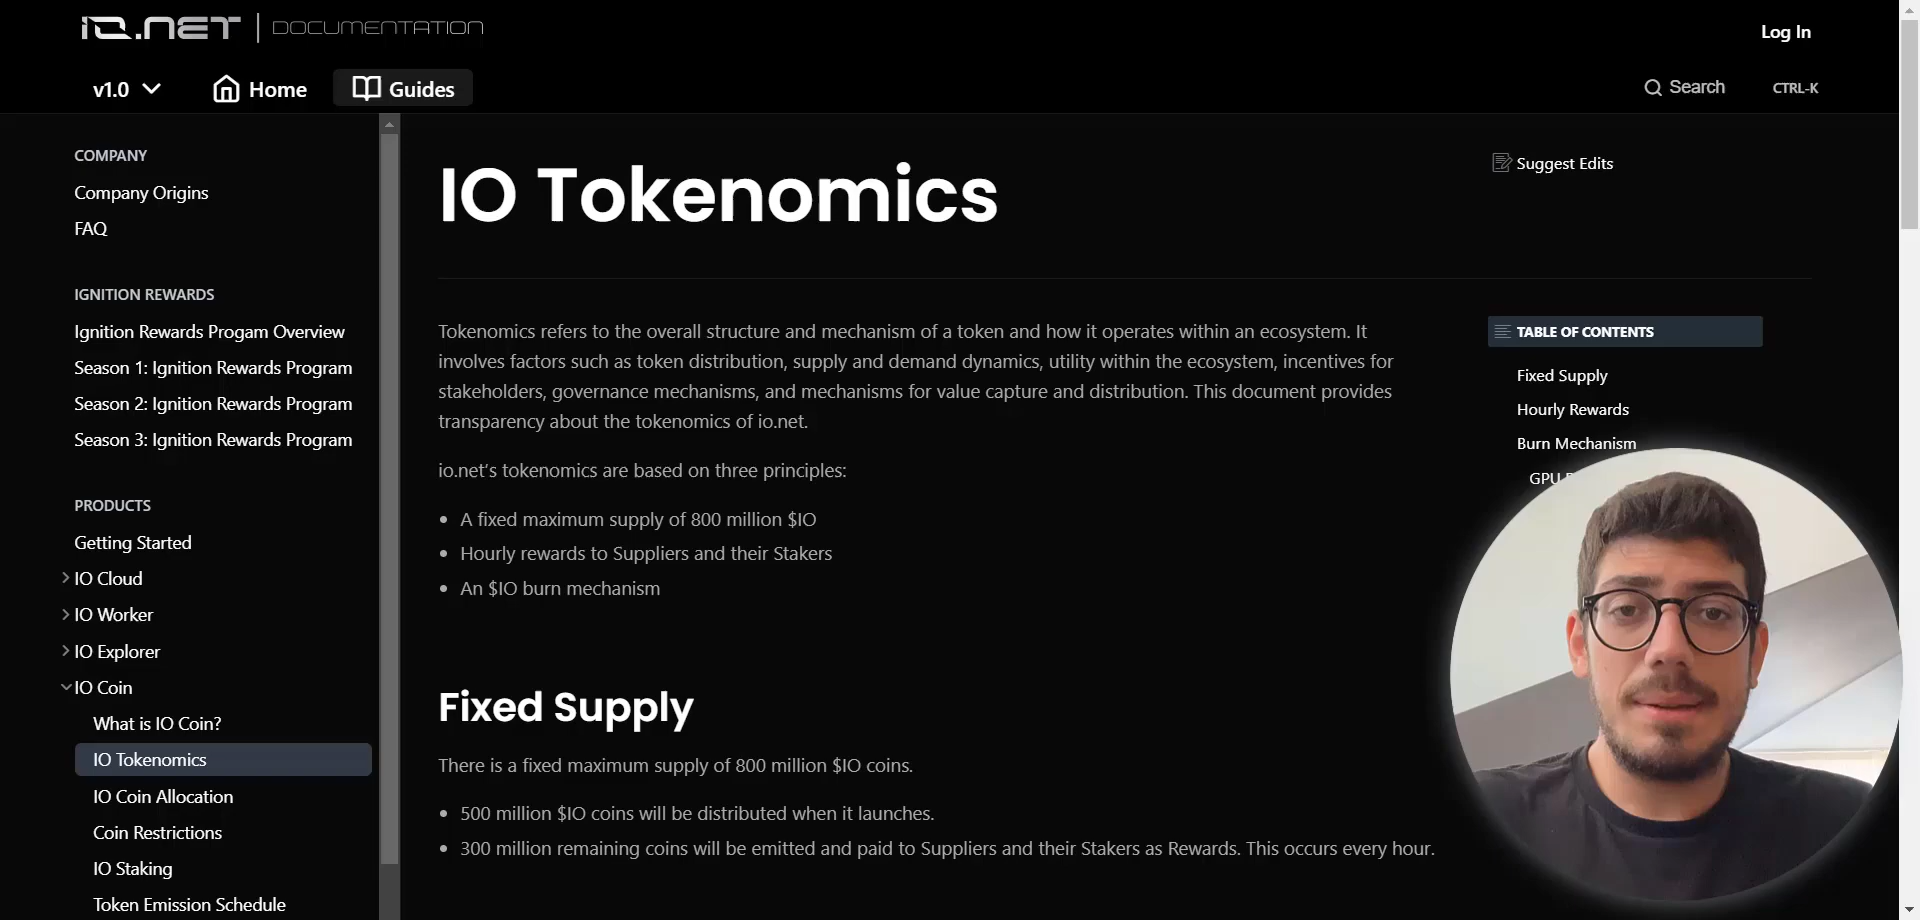 IO.NET | DOCUMENTATION
Log In
v1.0
Home
Guides
Search
CTRL-K
COMPANY
Company Origins
FAQ
IGNITION REWARDS
Ignition Rewards Progam Overview
Season 1: Ignition Rewards Program
Season 2: Ignition Rewards Program
Season 3: Ignition Rewards Program
PRODUCTS
Getting Started
IO Cloud
IO Worker
IO Explorer
IO Coin
What is IO Coin?
IO Tokenomics
IO Coin Allocation
Coin Restrictions
IO Staking
Token Emission Schedule
IO Tokenomics
Suggest Edits
Tokenomics refers to the overall structure and mechanism of a token and how it operates within an ecosystem. It
involves factors such as token distribution, supply and demand dynamics, utility within the ecosystem, incentives for
stakeholders, governance mechanisms, and mechanisms for value capture and distribution. This document provides
transparency about the tokenomics of io.net.
io.net's tokenomics are based on three principles:
• A fixed maximum supply of 800 million $IO
• Hourly rewards to Suppliers and their Stakers
• An $IO burn mechanism
Fixed Supply
There is a fixed maximum supply of 800 million $IO coins.
• 500 million $IO coins will be distributed when it launches.
• 300 million remaining coins will be emitted and paid to Suppliers and their Stakers as Rewards. This occurs every hour.
TABLE OF CONTENTS
Fixed Supply
Hourly Rewards
Burn Mechanism
GPU